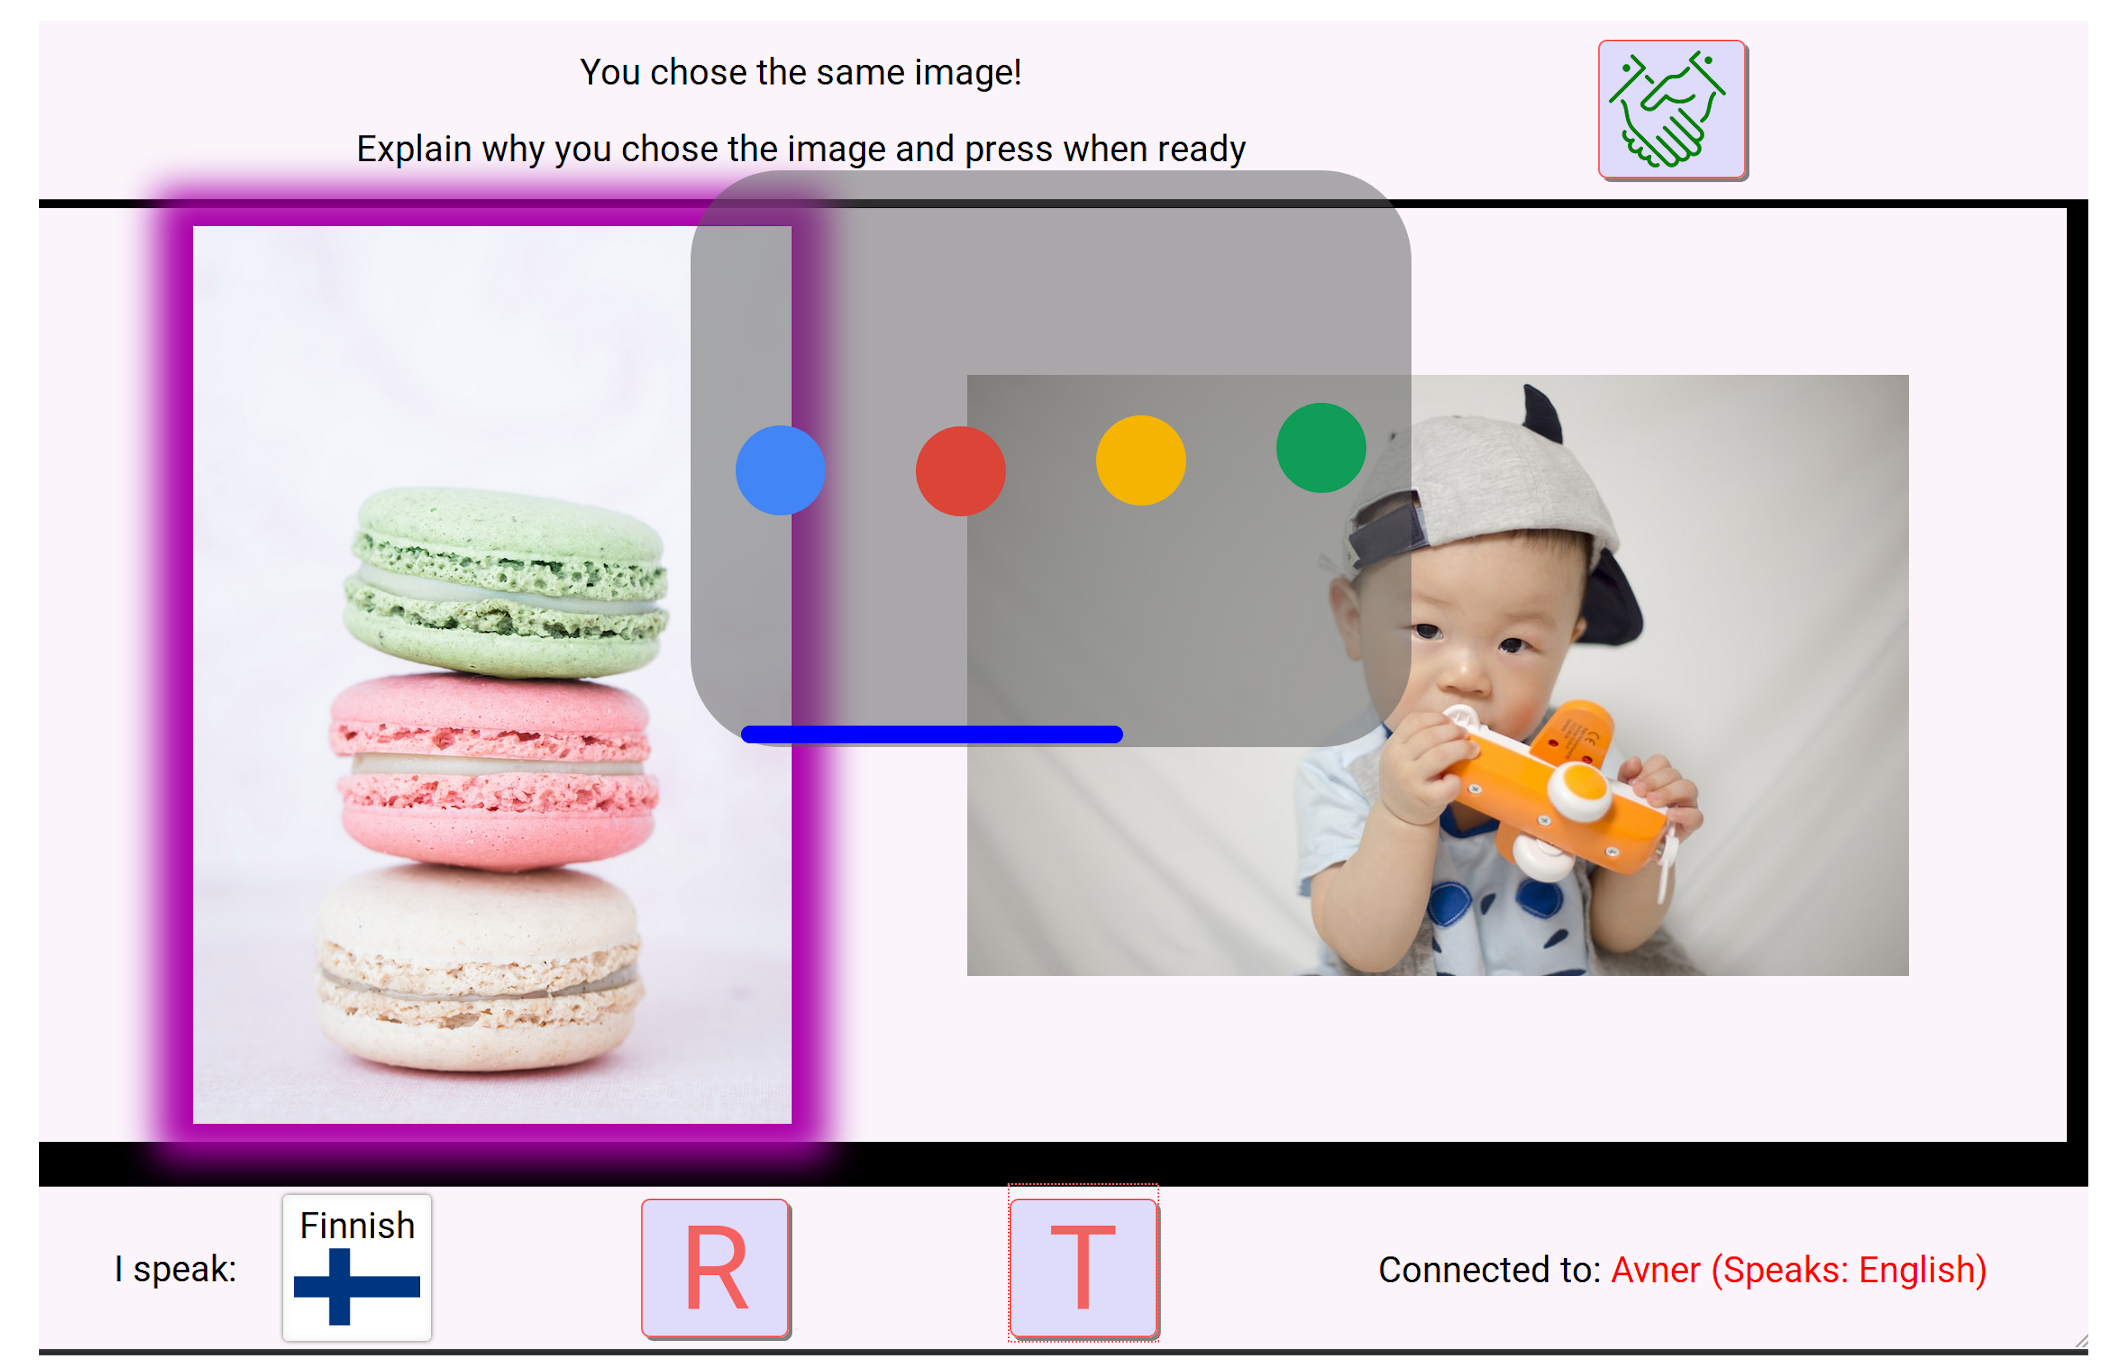 You chose the same image!
Explain why you chose the image and press when ready
I speak:
Finnish
R
T
Connected to: Avner (Speaks: English)